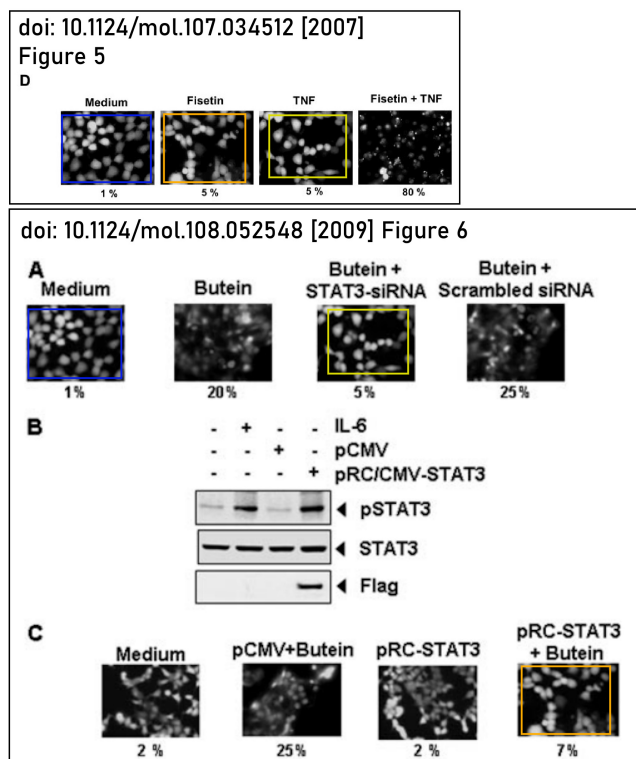 doi: 10.1124/mol.107.034512 [2007]
Figure 5
D
Medium Fisetin TNF Fisetin + TNF
1 % 5 % 5 % 80 %
doi: 10.1124/mol.108.052548 [2009] Figure 6
A
Medium Butein Butein + STAT3-siRNA Butein + Scrambled siRNA
1% 20% 5% 25%
B
- + - - IL-6
- - + - pCMV
- - - + pRC/CMV-STAT3
pSTAT3
STAT3
Flag
C
Medium pCMV+Butein pRC-STAT3 pRC-STAT3 + Butein
2 % 25% 2 % 7%